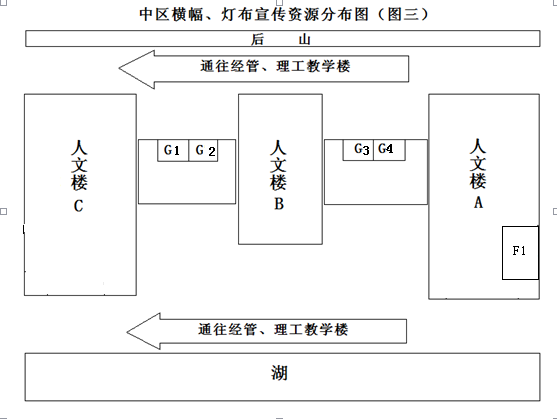 中区横幅、灯布宣传资源分布图（图三）
后 山
通往经管、理工教学楼
人文楼 C
G1 G2
人文楼 B
G3 G4
人文楼 A
F1
通往经管、理工教学楼
湖